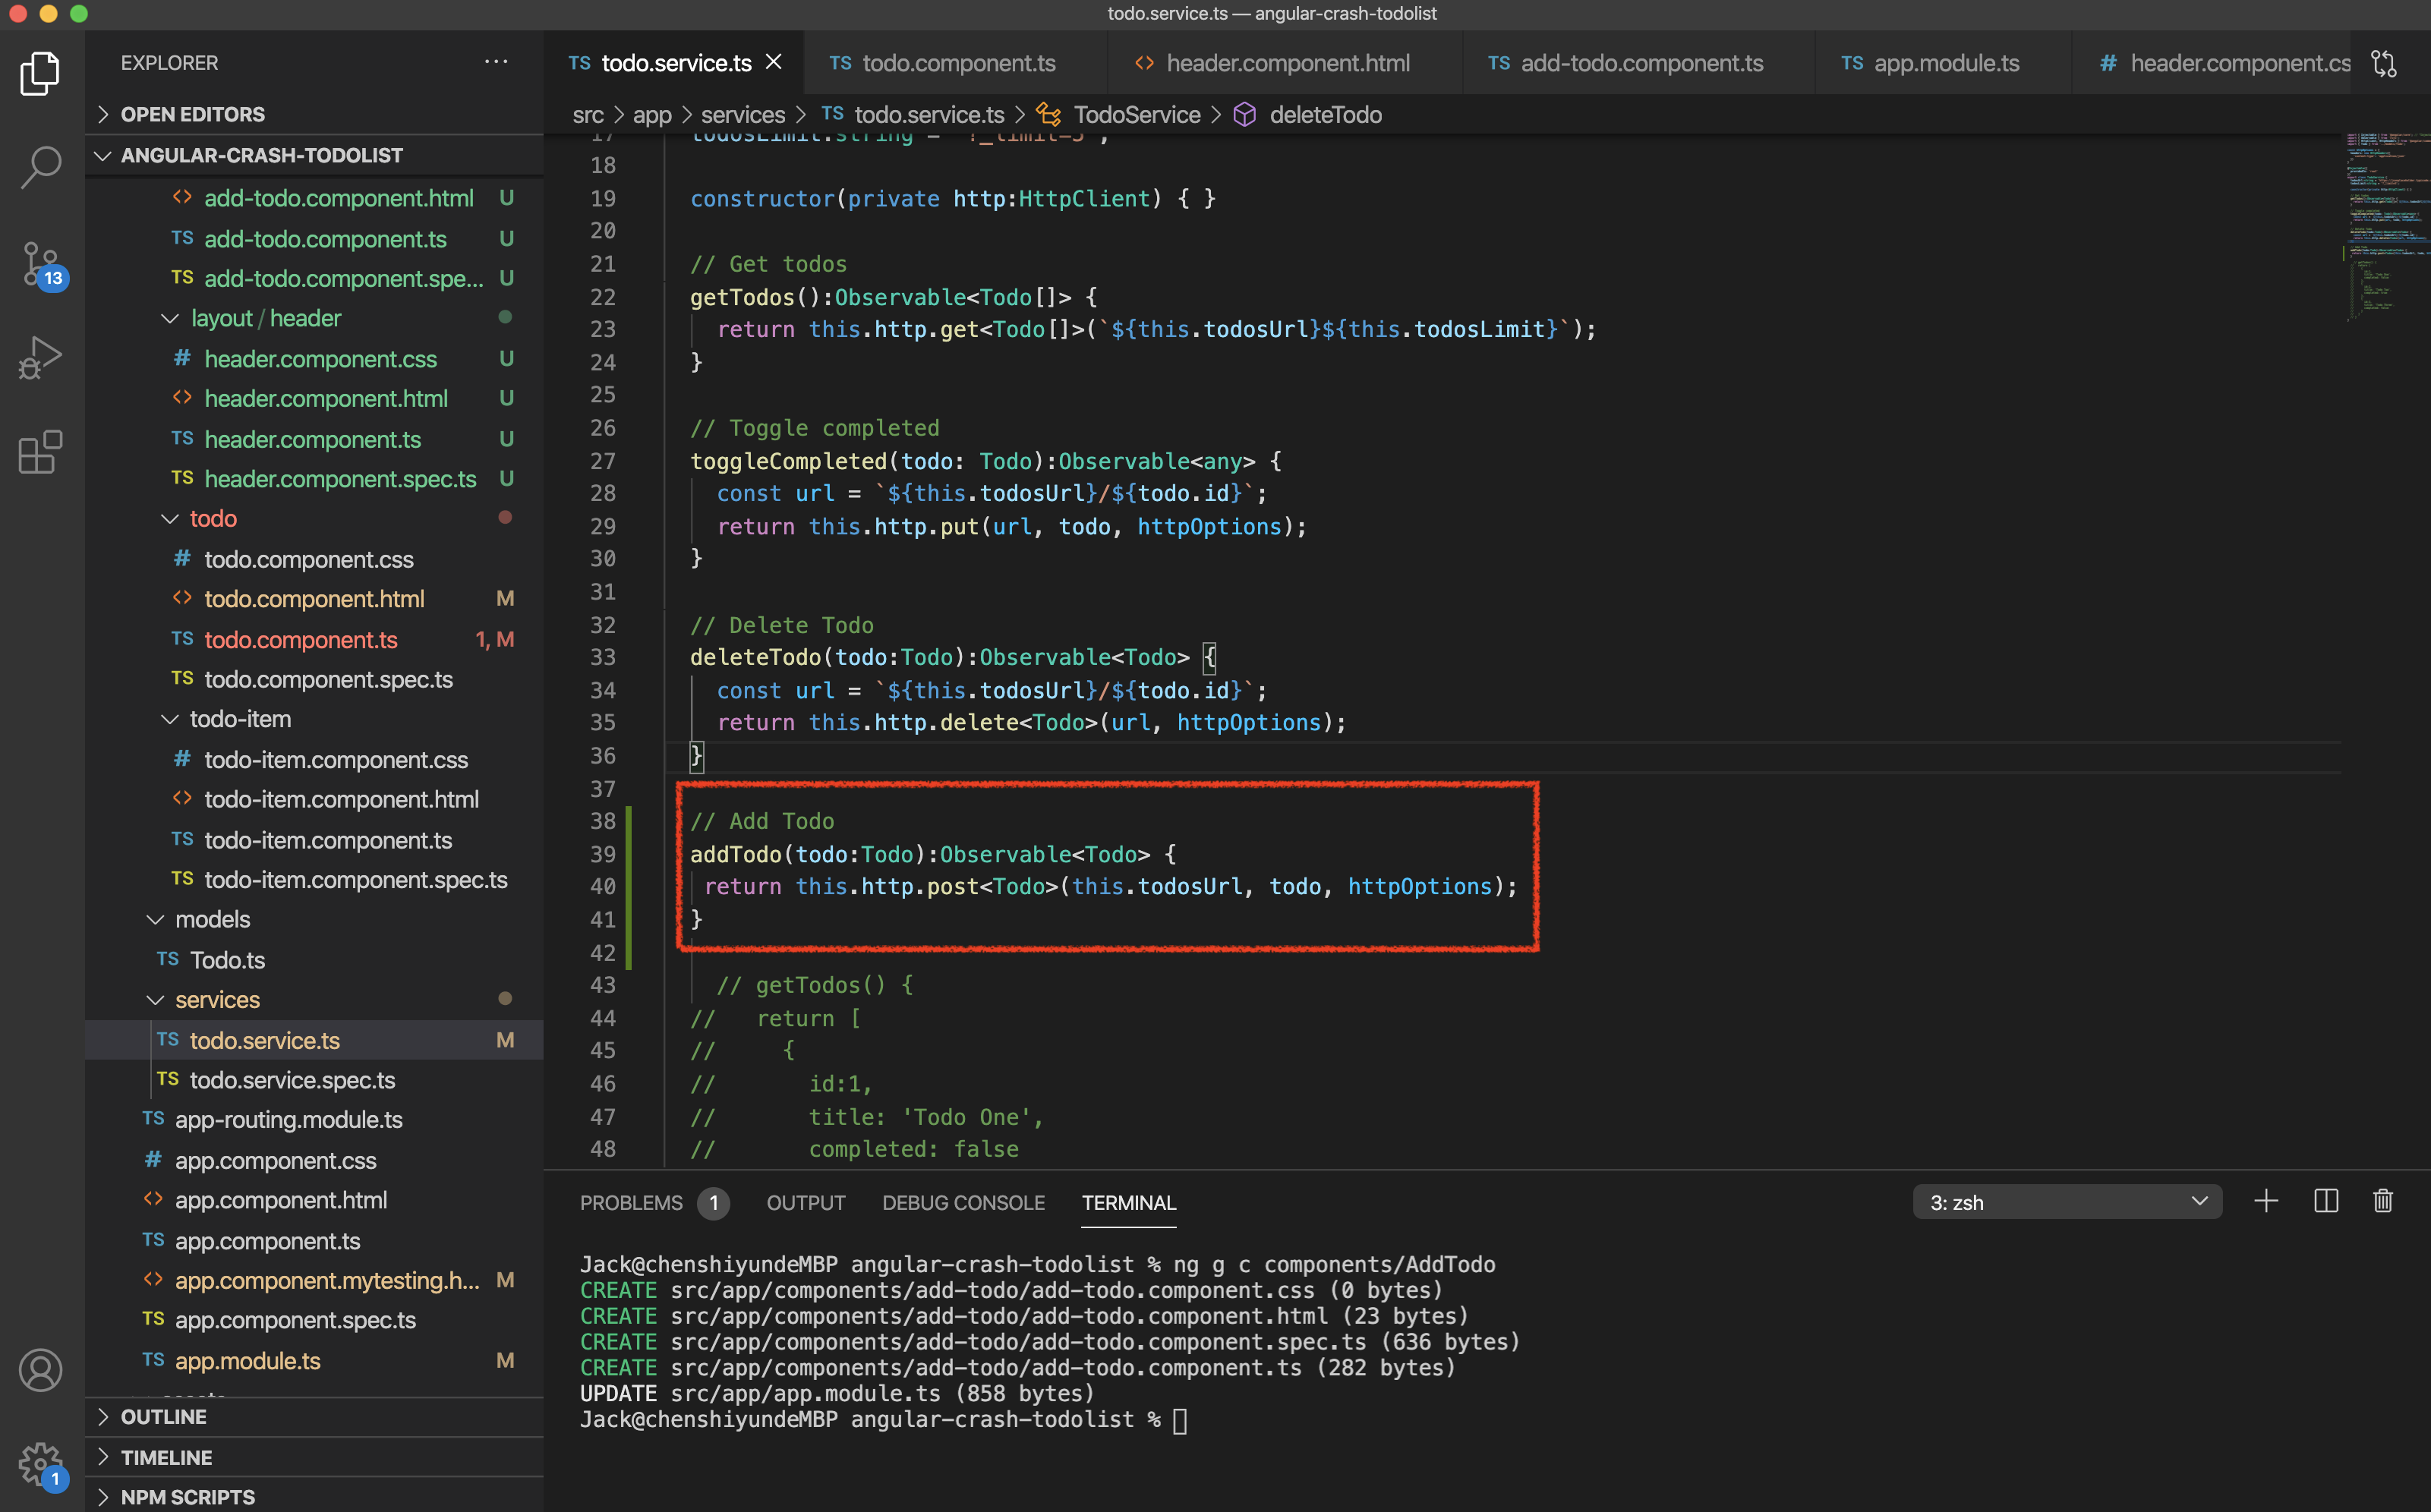 todo.service.ts — angular-crash-todolist
EXPLORER
OPEN EDITORS
ANGULAR-CRASH-TODOLIST
add-todo.component.html U
TS add-todo.component.ts U
TS add-todo.component.spe... U
layout / header
# header.component.css U
header.component.html U
TS header.component.ts U
TS header.component.spec.ts U
todo
# todo.component.css
todo.component.html M
TS todo.component.ts 1, M
TS todo.component.spec.ts
todo-item
# todo-item.component.css
todo-item.component.html
TS todo-item.component.ts
TS todo-item.component.spec.ts
models
TS Todo.ts
services
TS todo.service.ts M
TS todo.service.spec.ts
TS app-routing.module.ts
# app.component.css
app.component.html
TS app.component.ts
app.component.mytesting.h... M
TS app.component.spec.ts
TS app.module.ts M
OUTLINE
TIMELINE
NPM SCRIPTS
13
1
TS todo.service.ts
TS todo.component.ts
header.component.html
TS add-todo.component.ts
TS app.module.ts
# header.component.cs
src > app > services > TS todo.service.ts > TodoService > deleteTodo
17 todosLimit:string = '?_limit=5';
18
19 constructor(private http:HttpClient) { }
20
21 // Get todos
22 getTodos():Observable<Todo[]> {
23 return this.http.get<Todo[]>(`${this.todosUrl}${this.todosLimit}`);
24 }
25
26 // Toggle completed
27 toggleCompleted(todo: Todo):Observable<any> {
28 const url = `${this.todosUrl}/${todo.id}`;
29 return this.http.put(url, todo, httpOptions);
30 }
31
32 // Delete Todo
33 deleteTodo(todo:Todo):Observable<Todo> {
34 const url = `${this.todosUrl}/${todo.id}`;
35 return this.http.delete<Todo>(url, httpOptions);
36 }
37
38 // Add Todo
39 addTodo(todo:Todo):Observable<Todo> {
40 return this.http.post<Todo>(this.todosUrl, todo, httpOptions);
41 }
42
43 // getTodos() {
44 // return [
45 // {
46 // id:1,
47 // title: 'Todo One',
48 // completed: false
PROBLEMS 1 OUTPUT DEBUG CONSOLE TERMINAL
3: zsh
Jack@chenshiyundeMBP angular-crash-todolist % ng g c components/AddTodo
CREATE src/app/components/add-todo/add-todo.component.css (0 bytes)
CREATE src/app/components/add-todo/add-todo.component.html (23 bytes)
CREATE src/app/components/add-todo/add-todo.component.spec.ts (636 bytes)
CREATE src/app/components/add-todo/add-todo.component.ts (282 bytes)
UPDATE src/app/app.module.ts (858 bytes)
Jack@chenshiyundeMBP angular-crash-todolist %